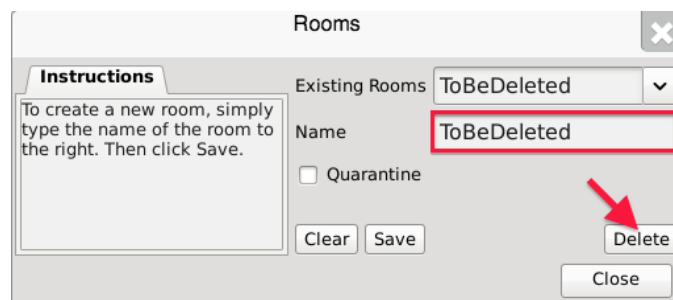 Rooms
Instructions
To create a new room, simply
type the name of the room to
the right. Then click Save.
Existing Rooms ToBeDeleted
Name ToBeDeleted
Quarantine
Clear Save Delete
Close